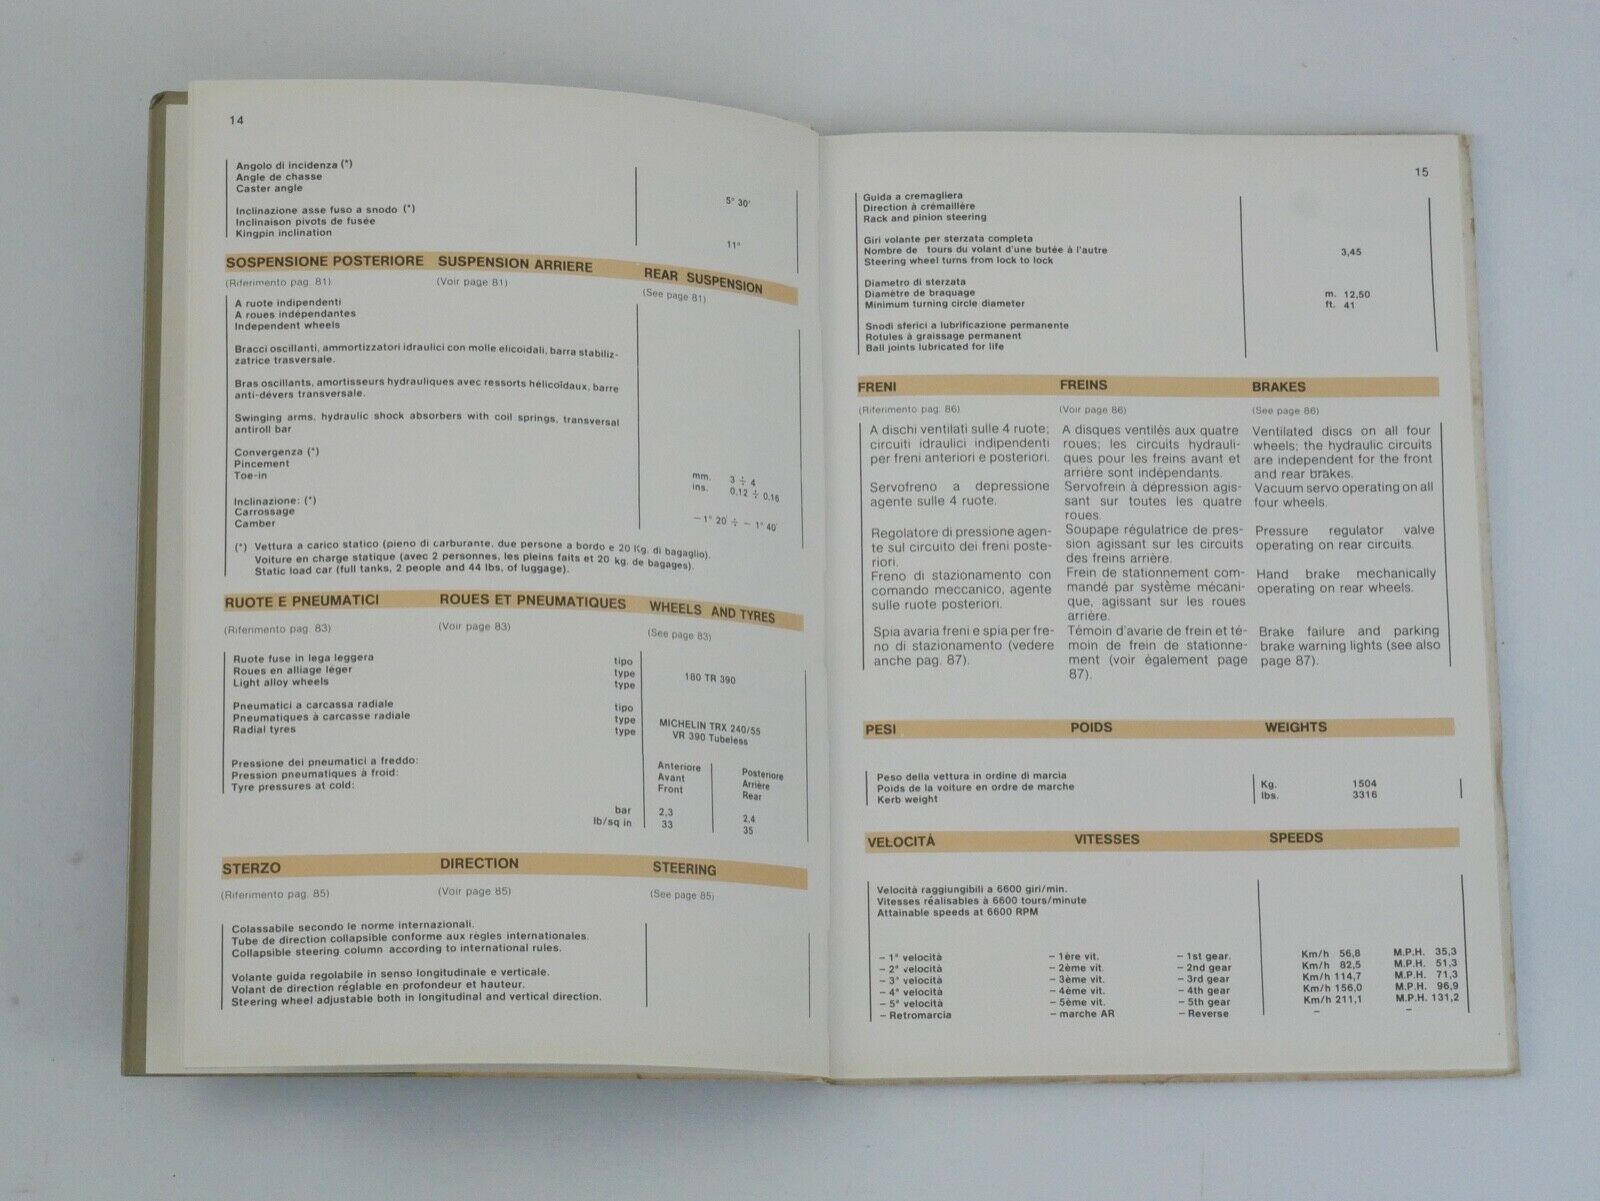 14
Angolo di incidenza (*)
Angle de chasse
Caster angle
5° 30'
Inclinazione asse fuso a snodo (*)
Inclinaison pivots de fusée
Kingpin inclination
11°
SOSPENSIONE POSTERIORE SUSPENSION ARRIERE REAR SUSPENSION
(Riferimento pag. 81) (Voir page 81) (See page 81)
A ruote indipendenti
A roues indépendantes
Independent wheels
Bracci oscillanti, ammortizzatori idraulici con molle elicoidali, barra stabiliz-
zatrice trasversale.
Bras oscillants, amortisseurs hydrauliques avec ressorts hélicoïdaux, barre
anti-dévers transversale.
Swinging arms, hydraulic shock absorbers with coil springs, transversal
antiroll bar
Convergenza (*)
Pincement
Toe-in
mm. 3 ÷ 4
ins. 0.12 ÷ 0.16
Inclinazione: (*)
Carrossage
Camber
– 1° 20' ÷ – 1° 40'
(*) Vettura a carico statico (pieno di carburante, due persone a bordo e 20 Kg. di bagaglio).
Voiture en charge statique (avec 2 personnes, les pleins faits et 20 kg. de bagages).
Static load car (full tanks, 2 people and 44 lbs. of luggage).
RUOTE E PNEUMATICI ROUES ET PNEUMATIQUES WHEELS AND TYRES
(Riferimento pag. 83) (Voir page 83) (See page 83)
Ruote fuse in lega leggera tipo
Roues en alliage léger type
Light alloy wheels type
180 TR 390
Pneumatici a carcassa radiale tipo
Pneumatiques à carcasse radiale type
Radial tyres type
MICHELIN TRX 240/55
VR 390 Tubeless
Pressione dei pneumatici a freddo:
Pression pneumatiques à froid:
Tyre pressures at cold:
Anteriore Posteriore
Avant Arrière
Front Rear
bar 2,3 2,4
lb/sq in 33 35
STERZO DIRECTION STEERING
(Riferimento pag. 85) (Voir page 85) (See page 85)
Colassabile secondo le norme internazionali.
Tube de direction collapsible conforme aux règles internationales.
Collapsible steering column according to international rules.
Volante guida regolabile in senso longitudinale e verticale.
Volant de direction réglable en profondeur et hauteur.
Steering wheel adjustable both in longitudinal and vertical direction.
15
Guida a cremagliera
Direction à crémaillère
Rack and pinion steering
Giri volante per sterzata completa
Nombre de tours du volant d'une butée à l'autre
Steering wheel turns from lock to lock
3,45
Diametro di sterzata
Diamètre de braquage
Minimum turning circle diameter
m. 12,50
ft. 41
Snodi sferici a lubrificazione permanente
Rotules à graissage permanent
Ball joints lubricated for life
FRENI FREINS BRAKES
(Riferimento pag. 86) (Voir page 86) (See page 86)
A dischi ventilati sulle 4 ruote;
circuiti idraulici indipendenti
per freni anteriori e posteriori.
Servofreno a depressione
agente sulle 4 ruote.
Regolatore di pressione agen-
te sul circuito dei freni poste-
riori.
Freno di stazionamento con
comando meccanico, agente
sulle ruote posteriori.
Spia avaria freni e spia per fre-
no di stazionamento (vedere
anche pag. 87).
A disques ventilés aux quatre
roues; les circuits hydrauli-
ques pour les freins avant et
arrière sont indépendants.
Servofrein à dépression agis-
sant sur toutes les quatre
roues.
Soupape régulatrice de pres-
sion agissant sur les circuits
des freins arrière.
Frein de stationnement com-
mandé par système mécani-
que, agissant sur les roues
arrière.
Témoin d'avarie de frein et té-
moin de frein de stationne-
ment (voir également page
87).
Ventilated discs on all four
wheels; the hydraulic circuits
are independent for the front
and rear brakes.
Vacuum servo operating on all
four wheels.
Pressure regulator valve
operating on rear circuits.
Hand brake mechanically
operating on rear wheels.
Brake failure and parking
brake warning lights (see also
page 87).
PESI POIDS WEIGHTS
Peso della vettura in ordine di marcia
Poids de la voiture en ordre de marche
Kerb weight
Kg. 1504
lbs. 3316
VELOCITÁ VITESSES SPEEDS
Velocità raggiungibili a 6600 giri/min.
Vitesses réalisables à 6600 tours/minute
Attainable speeds at 6600 RPM
– 1ª velocità – 1ère vit. – 1st gear. Km/h 56,8 M.P.H. 35,3
– 2ª velocità – 2ème vit. – 2nd gear Km/h 82,5 M.P.H. 51,3
– 3ª velocità – 3ème vit. – 3rd gear Km/h 114,7 M.P.H. 71,3
– 4ª velocità – 4ème vit. – 4th gear Km/h 156,0 M.P.H. 96,9
– 5ª velocità – 5ème vit. – 5th gear Km/h 211,1 M.P.H. 131,2
– Retromarcia – marche AR – Reverse – –